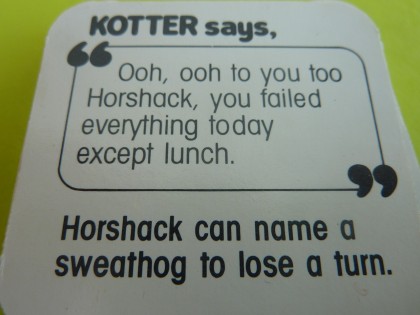 KOTTER says,
“Ooh, ooh to you too
Horshack, you failed
everything today
except lunch.”
Horshack can name a
sweathog to lose a turn.